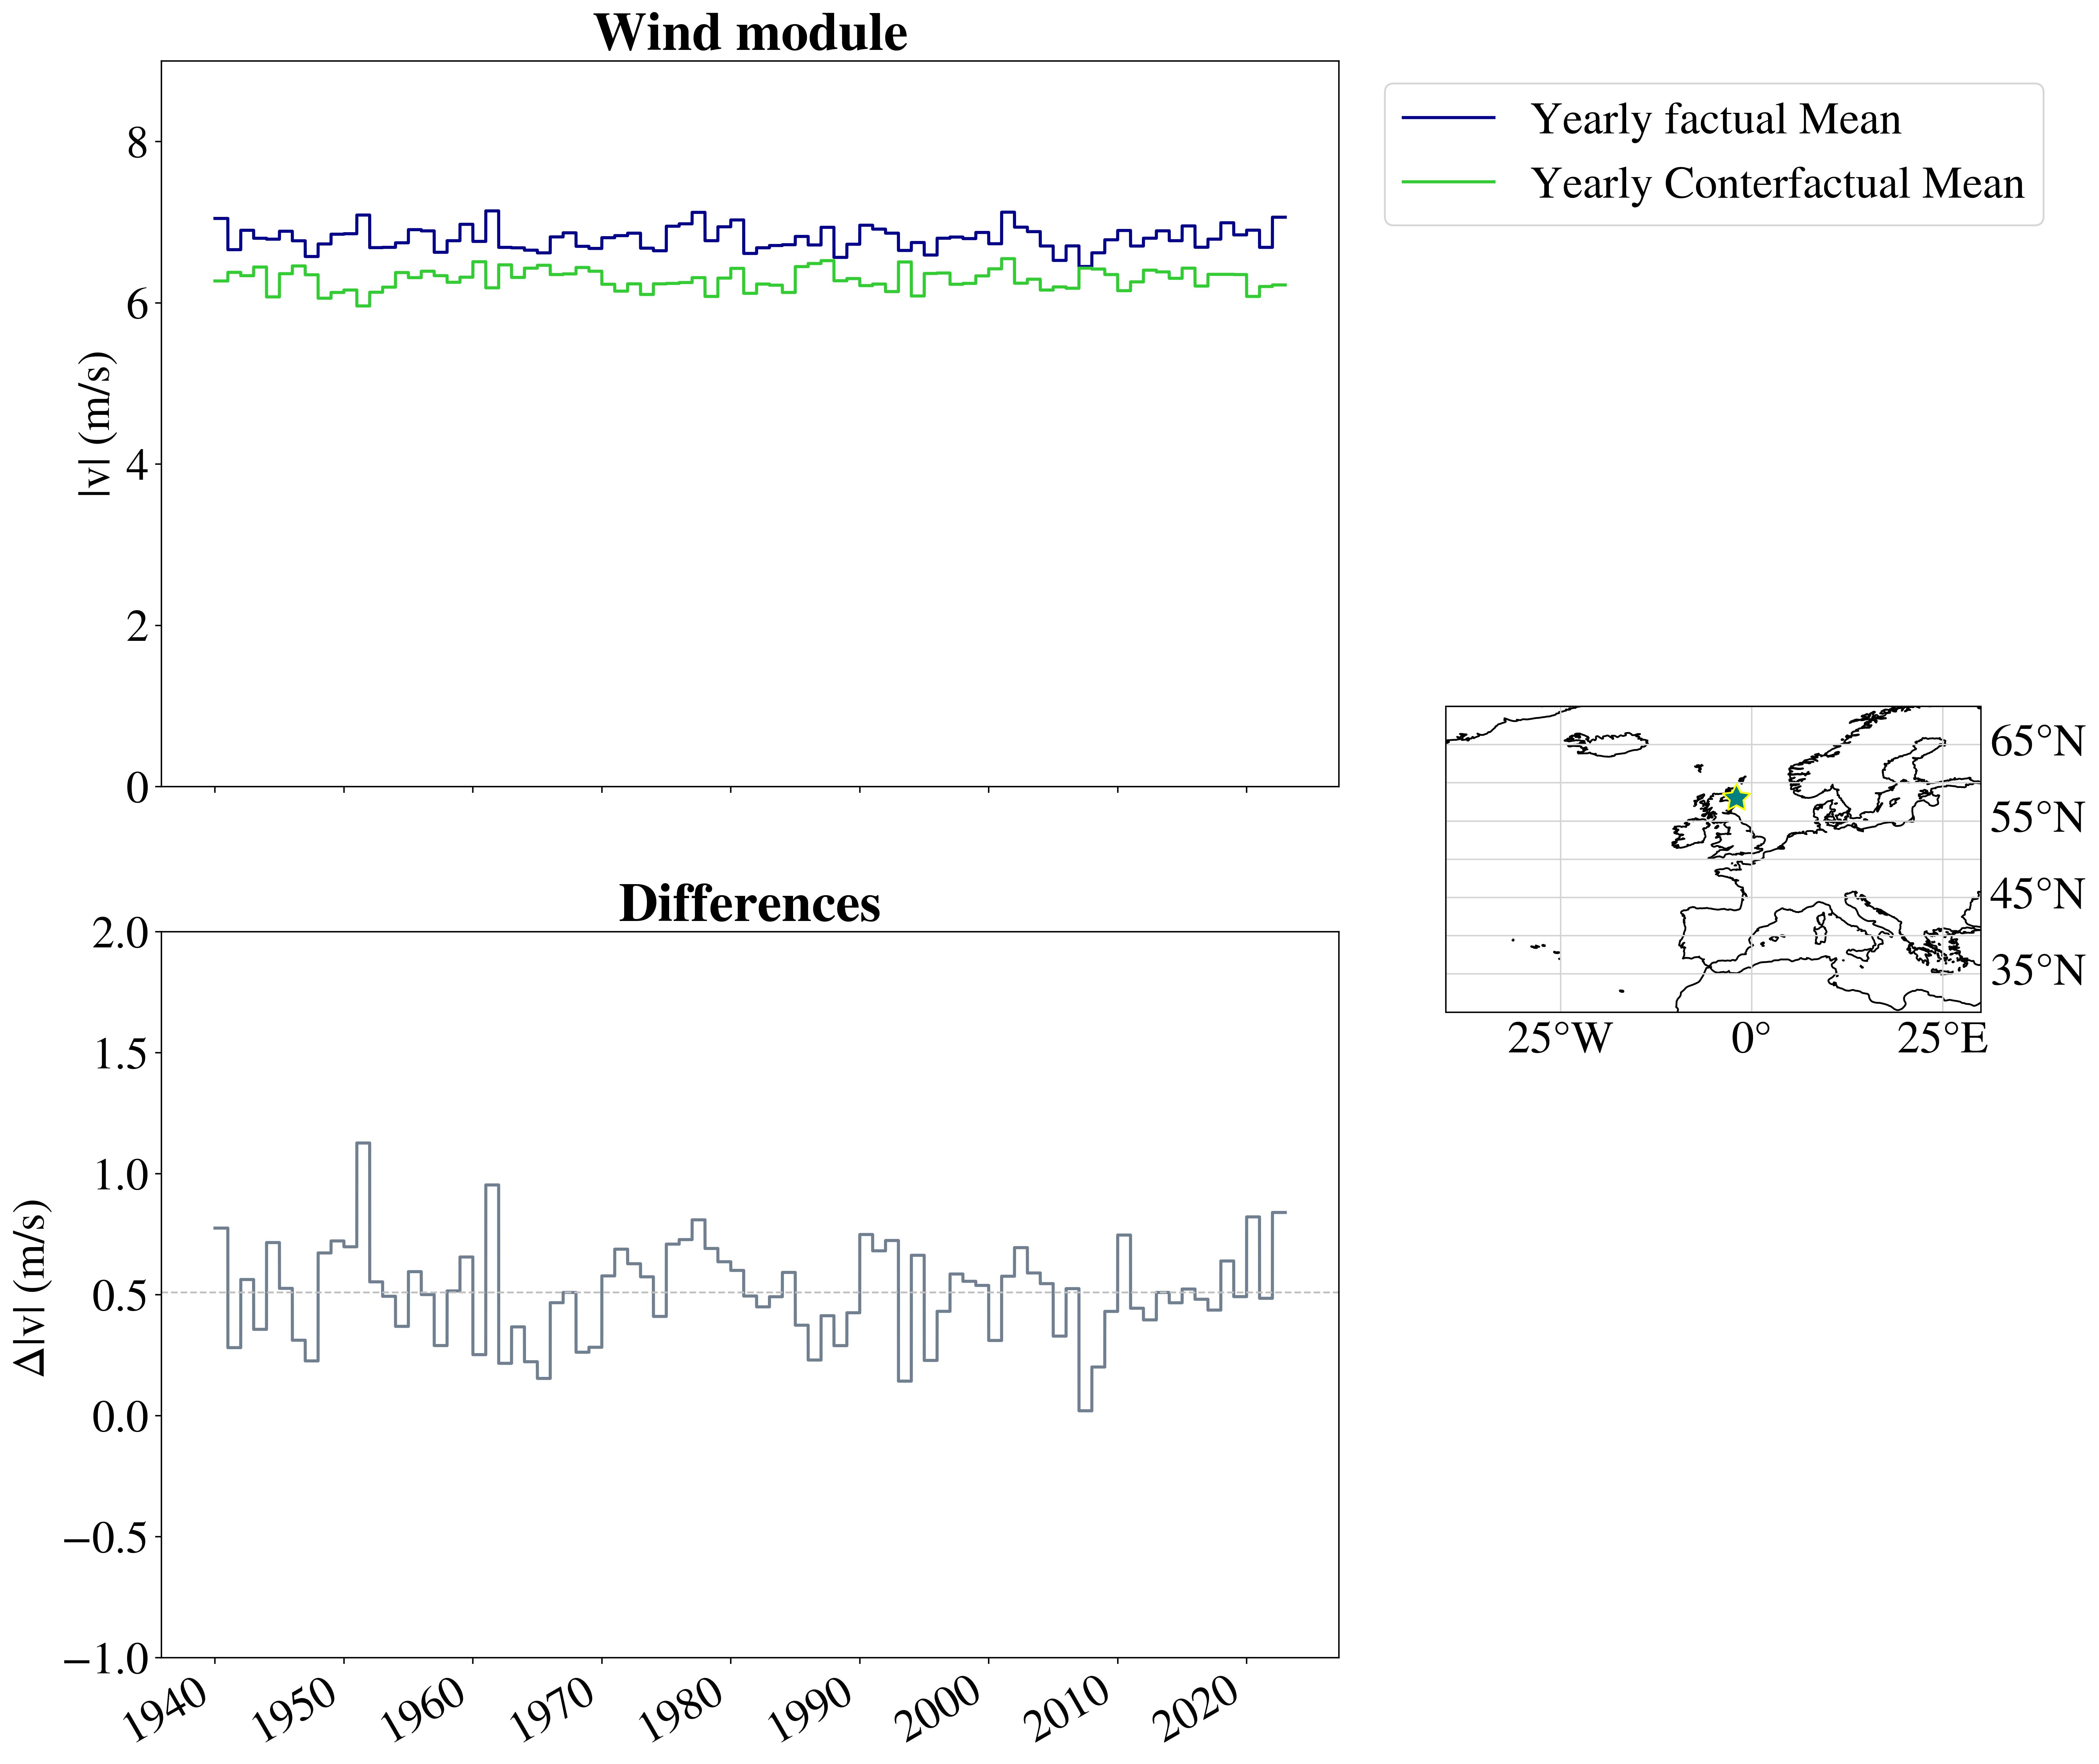 Wind module
8
6
4
2
0
|v| (m/s)
Yearly factual Mean
Yearly Conterfactual Mean
65°N
55°N
45°N
35°N
25°W 0° 25°E
Differences
2.0
1.5
1.0
0.5
0.0
−0.5
−1.0
Δ|v| (m/s)
1940 1950 1960 1970 1980 1990 2000 2010 2020